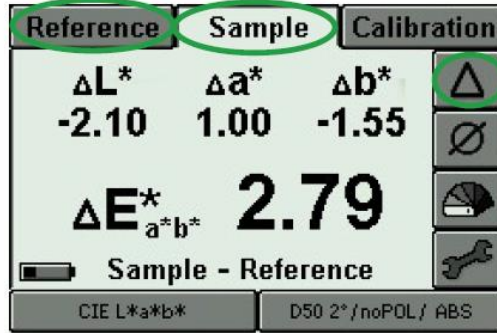 Reference Sample Calibration
ΔL* Δa* Δb*
-2.10 1.00 -1.55
Δ
ΔE*a*b* 2.79
Sample - Reference
CIE L*a*b* D50 2°/noPOL/ ABS